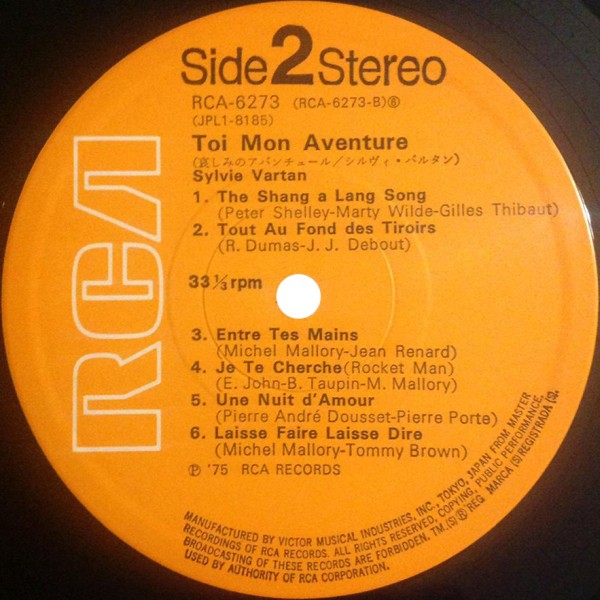 Side 2 Stereo
RCA-6273 (RCA-6273-B)Ⓑ
(JPL1-8185)
Toi Mon Aventure
(哀しみのアバンチュール/シルヴィ・バルタン)
Sylvie Vartan
1. The Shang a Lang Song
(Peter Shelley-Marty Wilde-Gilles Thibaut)
2. Tout Au Fond des Tiroirs
(R. Dumas-J. J. Debout)
33⅓rpm
3. Entre Tes Mains
(Michel Mallory-Jean Renard)
4. Je Te Cherche(Rocket Man)
(E. John-B. Taupin-M. Mallory)
5. Une Nuit d'Amour
(Pierre André Dousset-Pierre Porte)
6. Laisse Faire Laisse Dire
(Michel Mallory-Tommy Brown)
℗ '75 RCA RECORDS
RCA
MANUFACTURED BY VICTOR MUSICAL INDUSTRIES, INC. TOKYO, JAPAN FROM MASTER
RECORDINGS OF RCA RECORDS. ALL RIGHTS RESERVED, COPYING, PUBLIC PERFORMANCE,
BROADCASTING OF THESE RECORDS ARE FORBIDDEN. TM.(S)® REG MARCA (S) REGISTRADA (S).
USED BY AUTHORITY OF RCA CORPORATION.